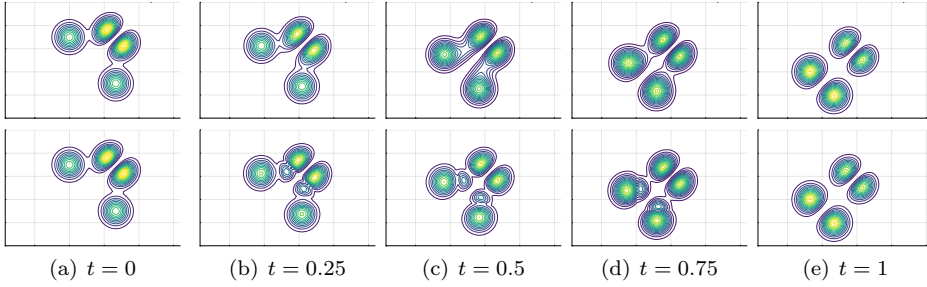 (a) t = 0 (b) t = 0.25 (c) t = 0.5 (d) t = 0.75 (e) t = 1